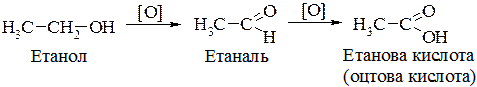 H₃C—CH₂—OH [O] H₃C—C O H [O} H₃C—C O OH
Етанол Етаналь Етанова кислота
(оцтова кислота)